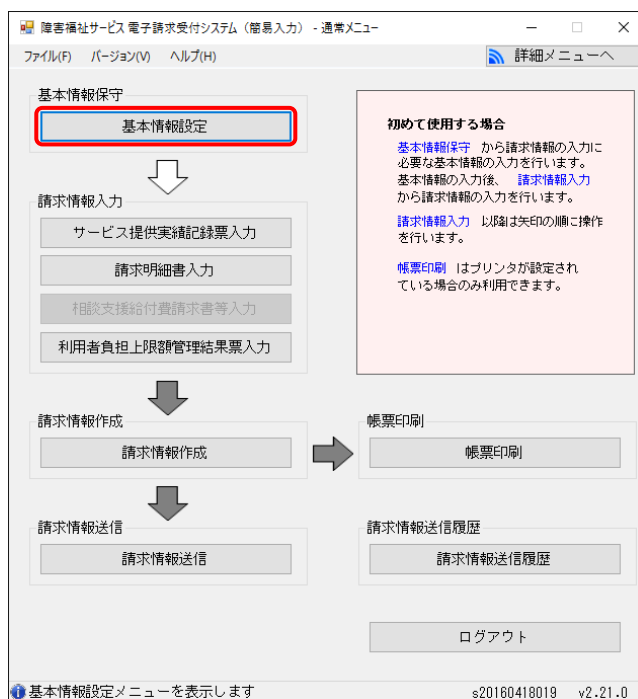 障害福祉サービス 電子請求受付システム（簡易入力） - 通常メニュー
ファイル(F) バージョン(V) ヘルプ(H)
詳細メニューへ
基本情報保守
基本情報設定
請求情報入力
サービス提供実績記録票入力
請求明細書入力
相談支援給付費請求書等入力
利用者負担上限額管理結果票入力
請求情報作成
請求情報作成
請求情報送信
請求情報送信
初めて使用する場合
基本情報保守 から請求情報の入力に
必要な基本情報の入力を行います。
基本情報の入力後、 請求情報入力
から請求情報の入力を行います。
請求情報入力 以降は矢印の順に操作
を行います。
帳票印刷 はプリンタが設定され
ている場合のみ利用できます。
帳票印刷
帳票印刷
請求情報送信履歴
請求情報送信履歴
ログアウト
基本情報設定メニューを表示します
s20160418019 v2.21.0